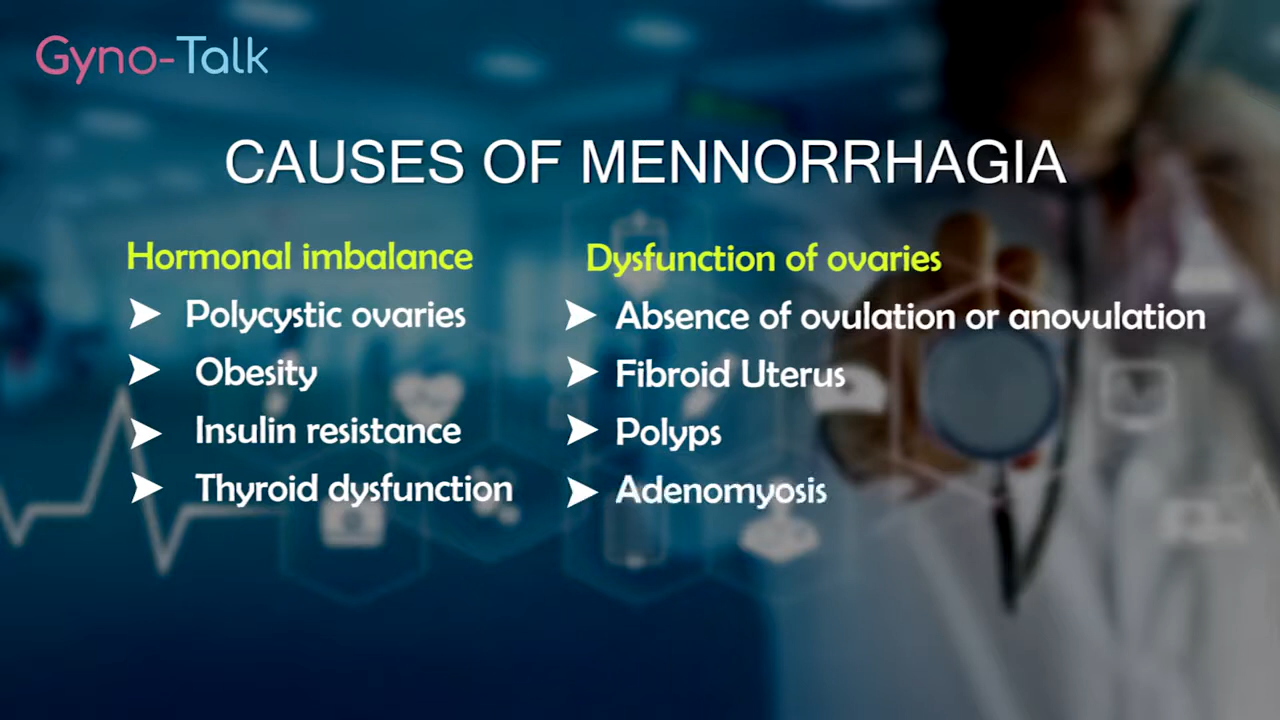 Gyno-Talk
CAUSES OF MENNORRHAGIA
Hormonal imbalance
➤ Polycystic ovaries
➤ Obesity
➤ Insulin resistance
➤ Thyroid dysfunction
Dysfunction of ovaries
➤ Absence of ovulation or anovulation
➤ Fibroid Uterus
➤ Polyps
➤ Adenomyosis